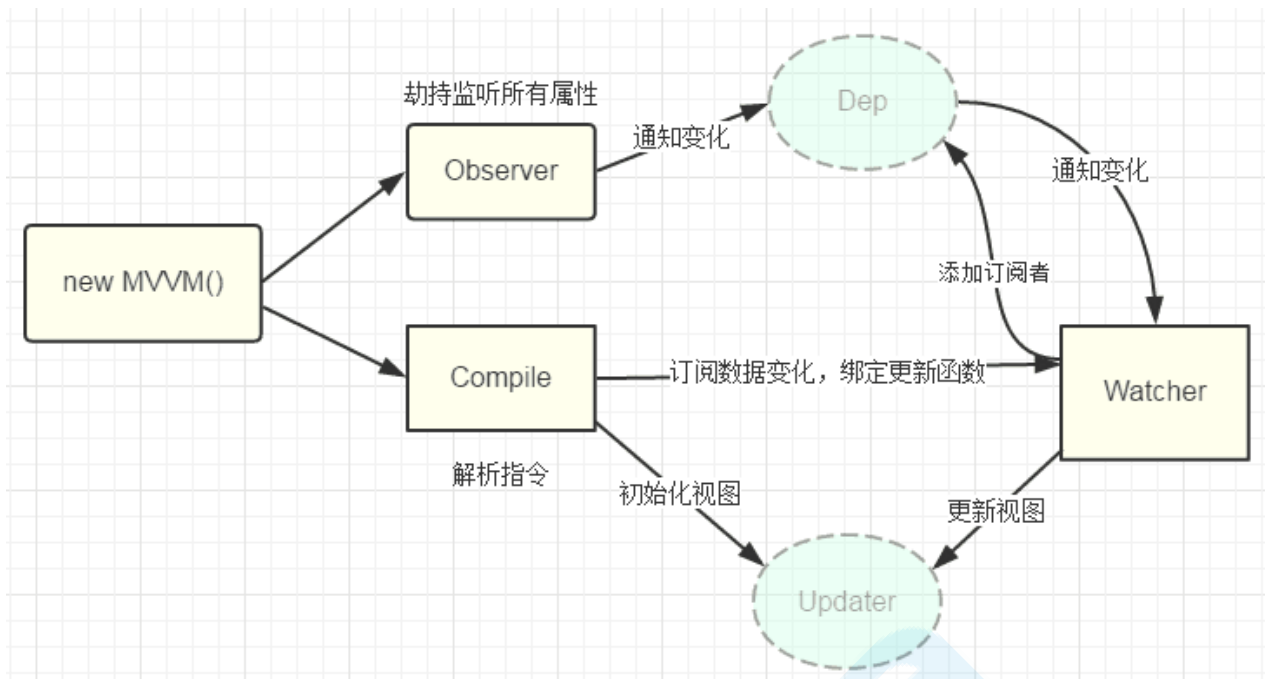 劫持监听所有属性
Dep
通知变化
Observer
通知变化
new MVVM()
添加订阅者
Compile
订阅数据变化，绑定更新函数
Watcher
解析指令
初始化视图
更新视图
Updater